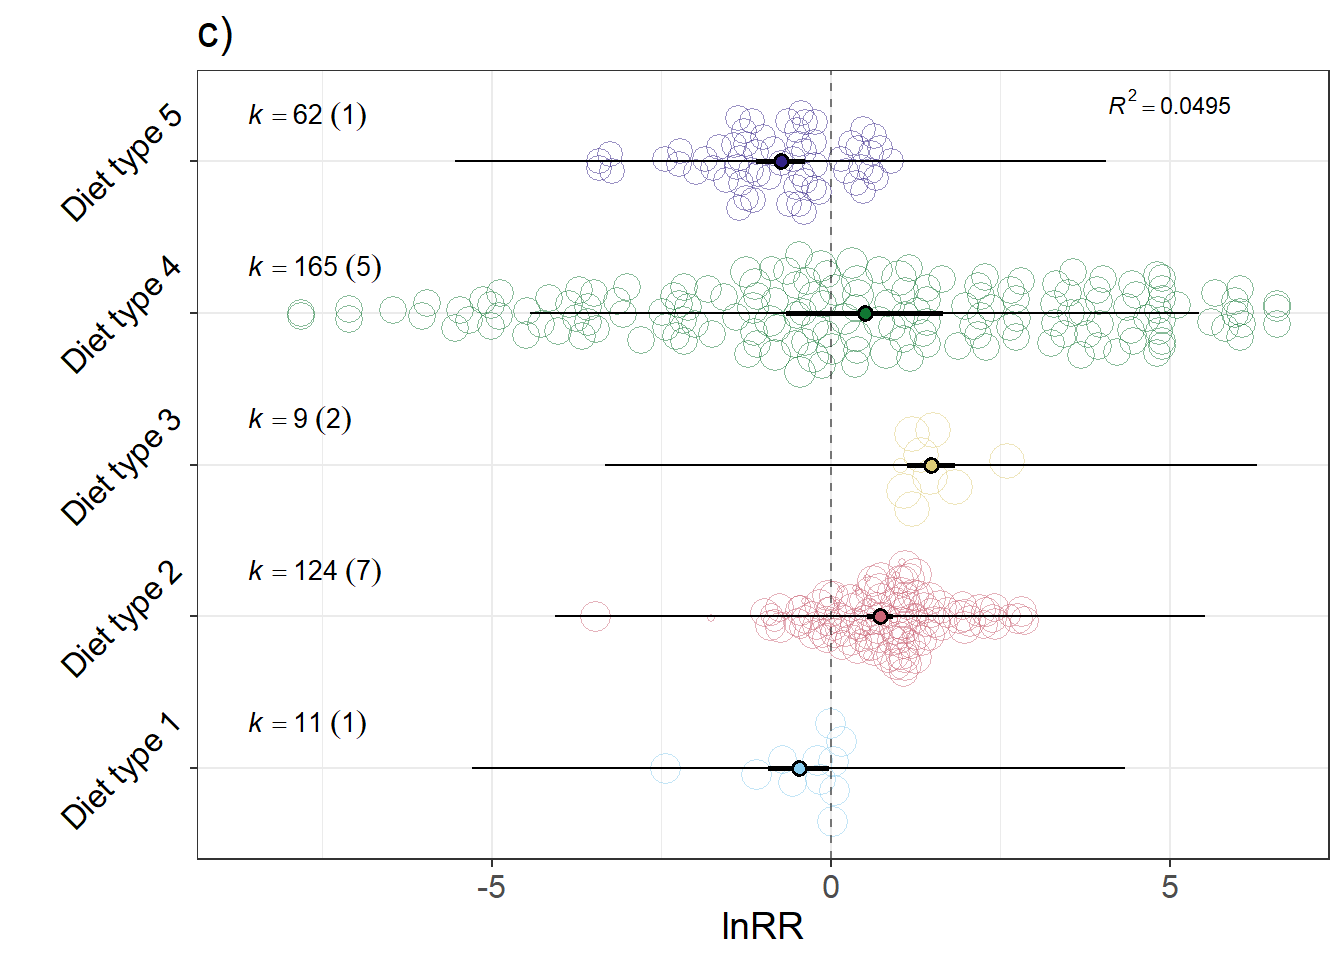 c)
Diet type 5
k = 62 (1)
R² = 0.0495
Diet type 4
k = 165 (5)
Diet type 3
k = 9 (2)
Diet type 2
k = 124 (7)
Diet type 1
k = 11 (1)
-5 0 5
lnRR